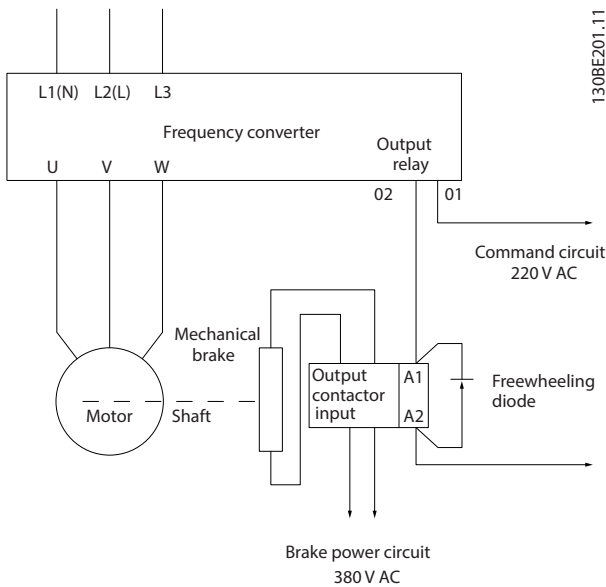 130BE201.11
L1(N) L2(L) L3
Frequency converter
Output
relay
U V W
02 01
Command circuit
220 V AC
Mechanical
brake
Output
contactor
input
A1
A2
Freewheeling
diode
Motor Shaft
Brake power circuit
380 V AC